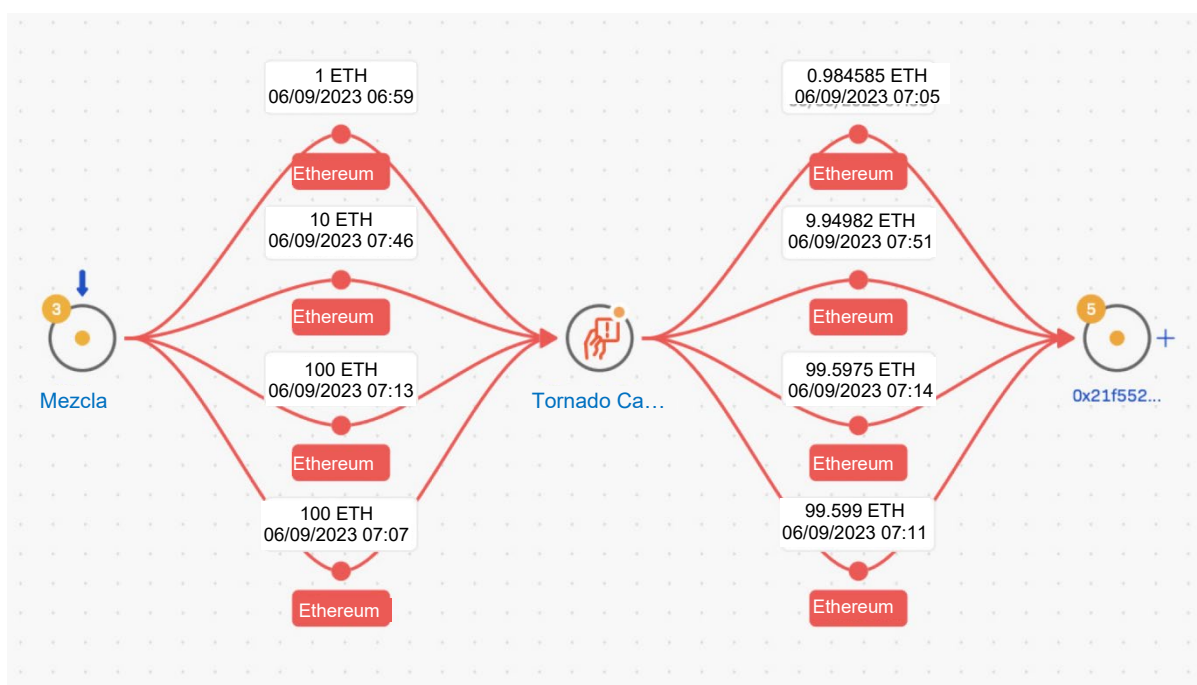 1 ETH
06/09/2023 06:59
Ethereum
10 ETH
06/09/2023 07:46
Ethereum
100 ETH
06/09/2023 07:13
Ethereum
100 ETH
06/09/2023 07:07
Ethereum
0.984585 ETH
06/09/2023 07:05
Ethereum
9.94982 ETH
06/09/2023 07:51
Ethereum
99.5975 ETH
06/09/2023 07:14
Ethereum
99.599 ETH
06/09/2023 07:11
Ethereum
3
Mezcla
Tornado Ca...
5
0x21f552...